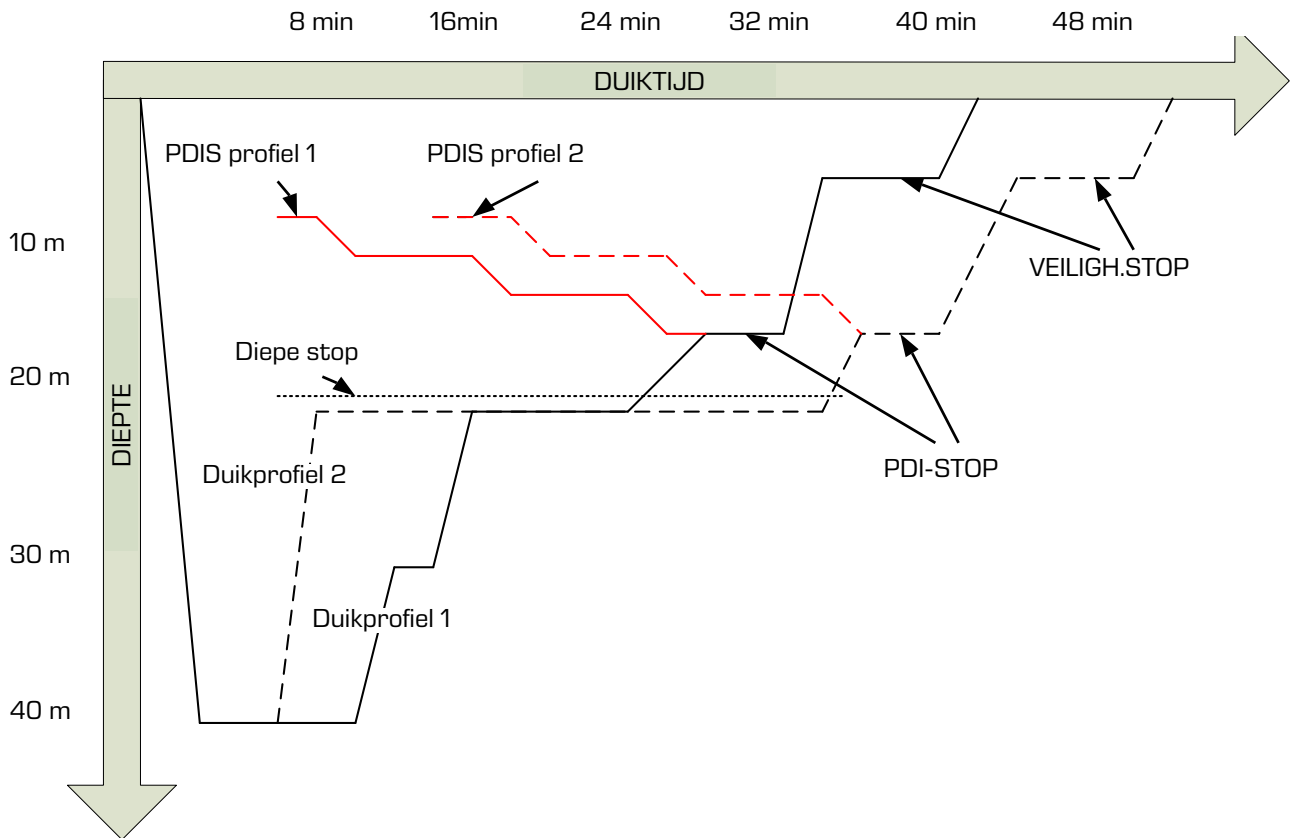 8 min 16min 24 min 32 min 40 min 48 min
DUIKTIJD
PDIS profiel 1 PDIS profiel 2
10 m
VEILIGH.STOP
Diepe stop
20 m
DIEPTE
PDI-STOP
Duikprofiel 2
30 m
Duikprofiel 1
40 m